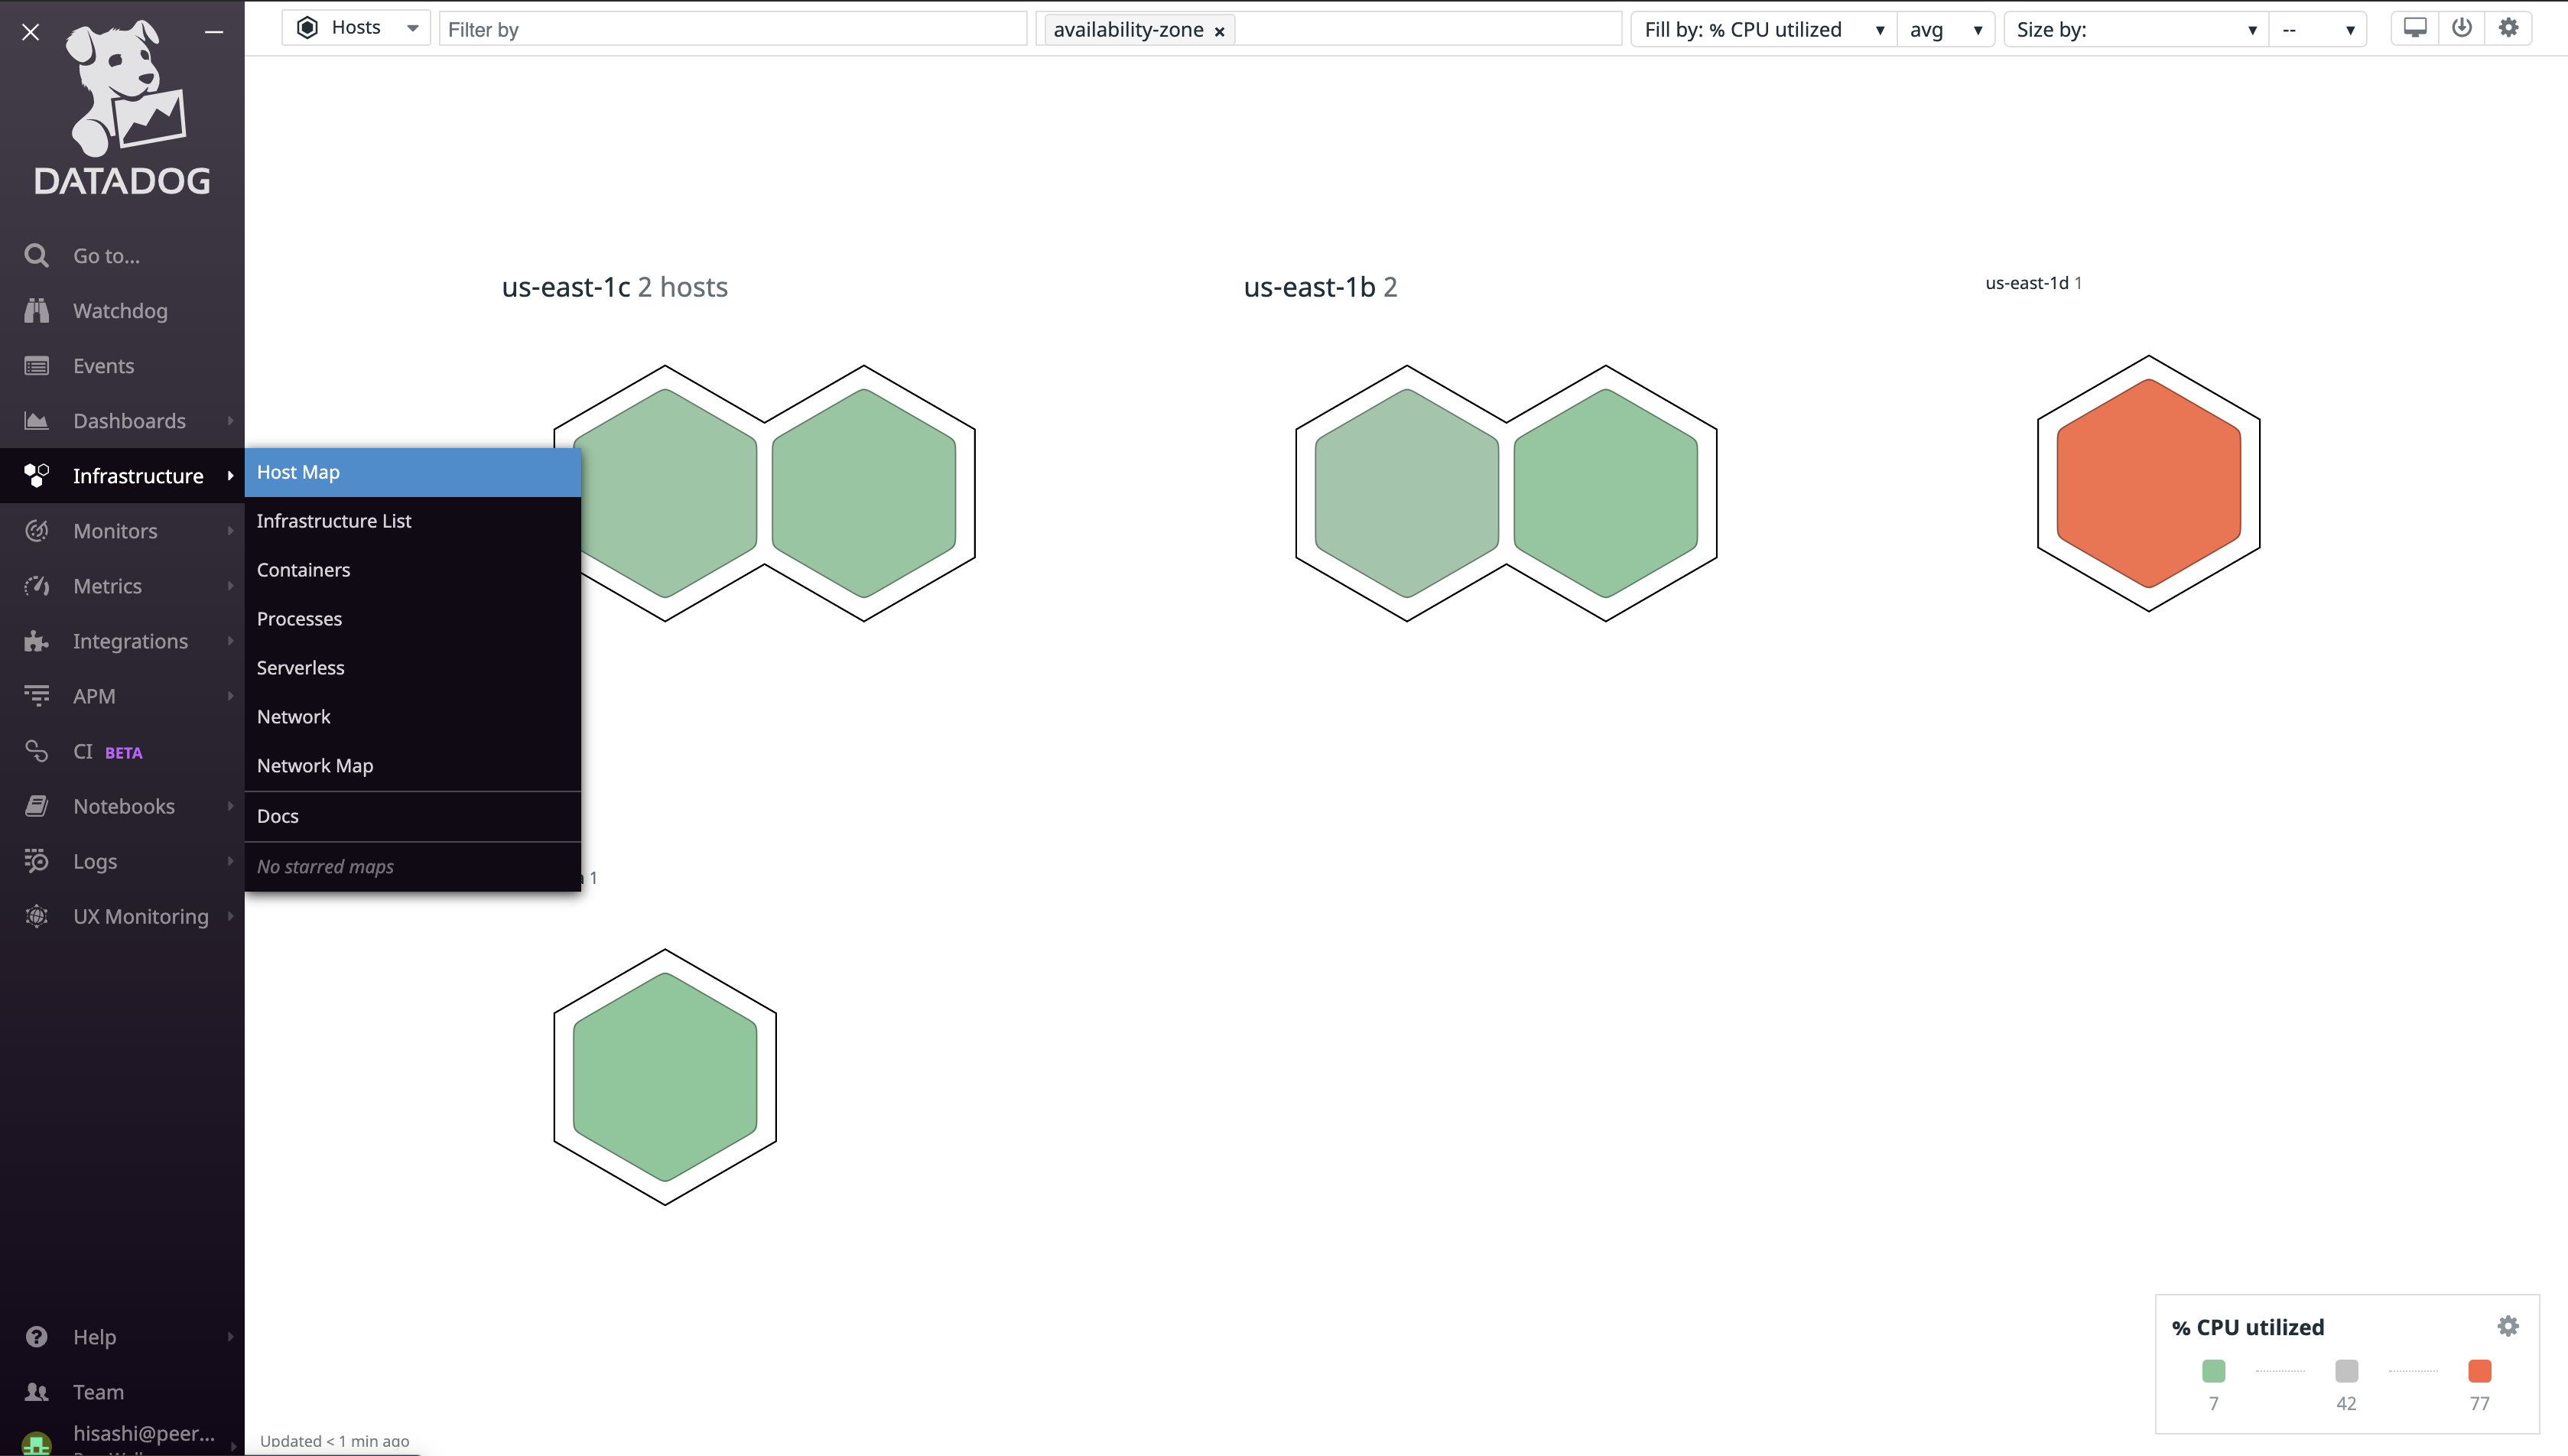 DATADOG
Go to...
Watchdog
Events
Dashboards
Infrastructure
Monitors
Metrics
Integrations
APM
CI BETA
Notebooks
Logs
UX Monitoring
Help
Team
hisashi@peer...
Host Map
Infrastructure List
Containers
Processes
Serverless
Network
Network Map
Docs
No starred maps
Hosts
Filter by
availability-zone ×
Fill by: % CPU utilized
avg
Size by:
--
us-east-1c 2 hosts
us-east-1b 2
us-east-1d 1
1
% CPU utilized
7
42
77
Updated < 1 min ago